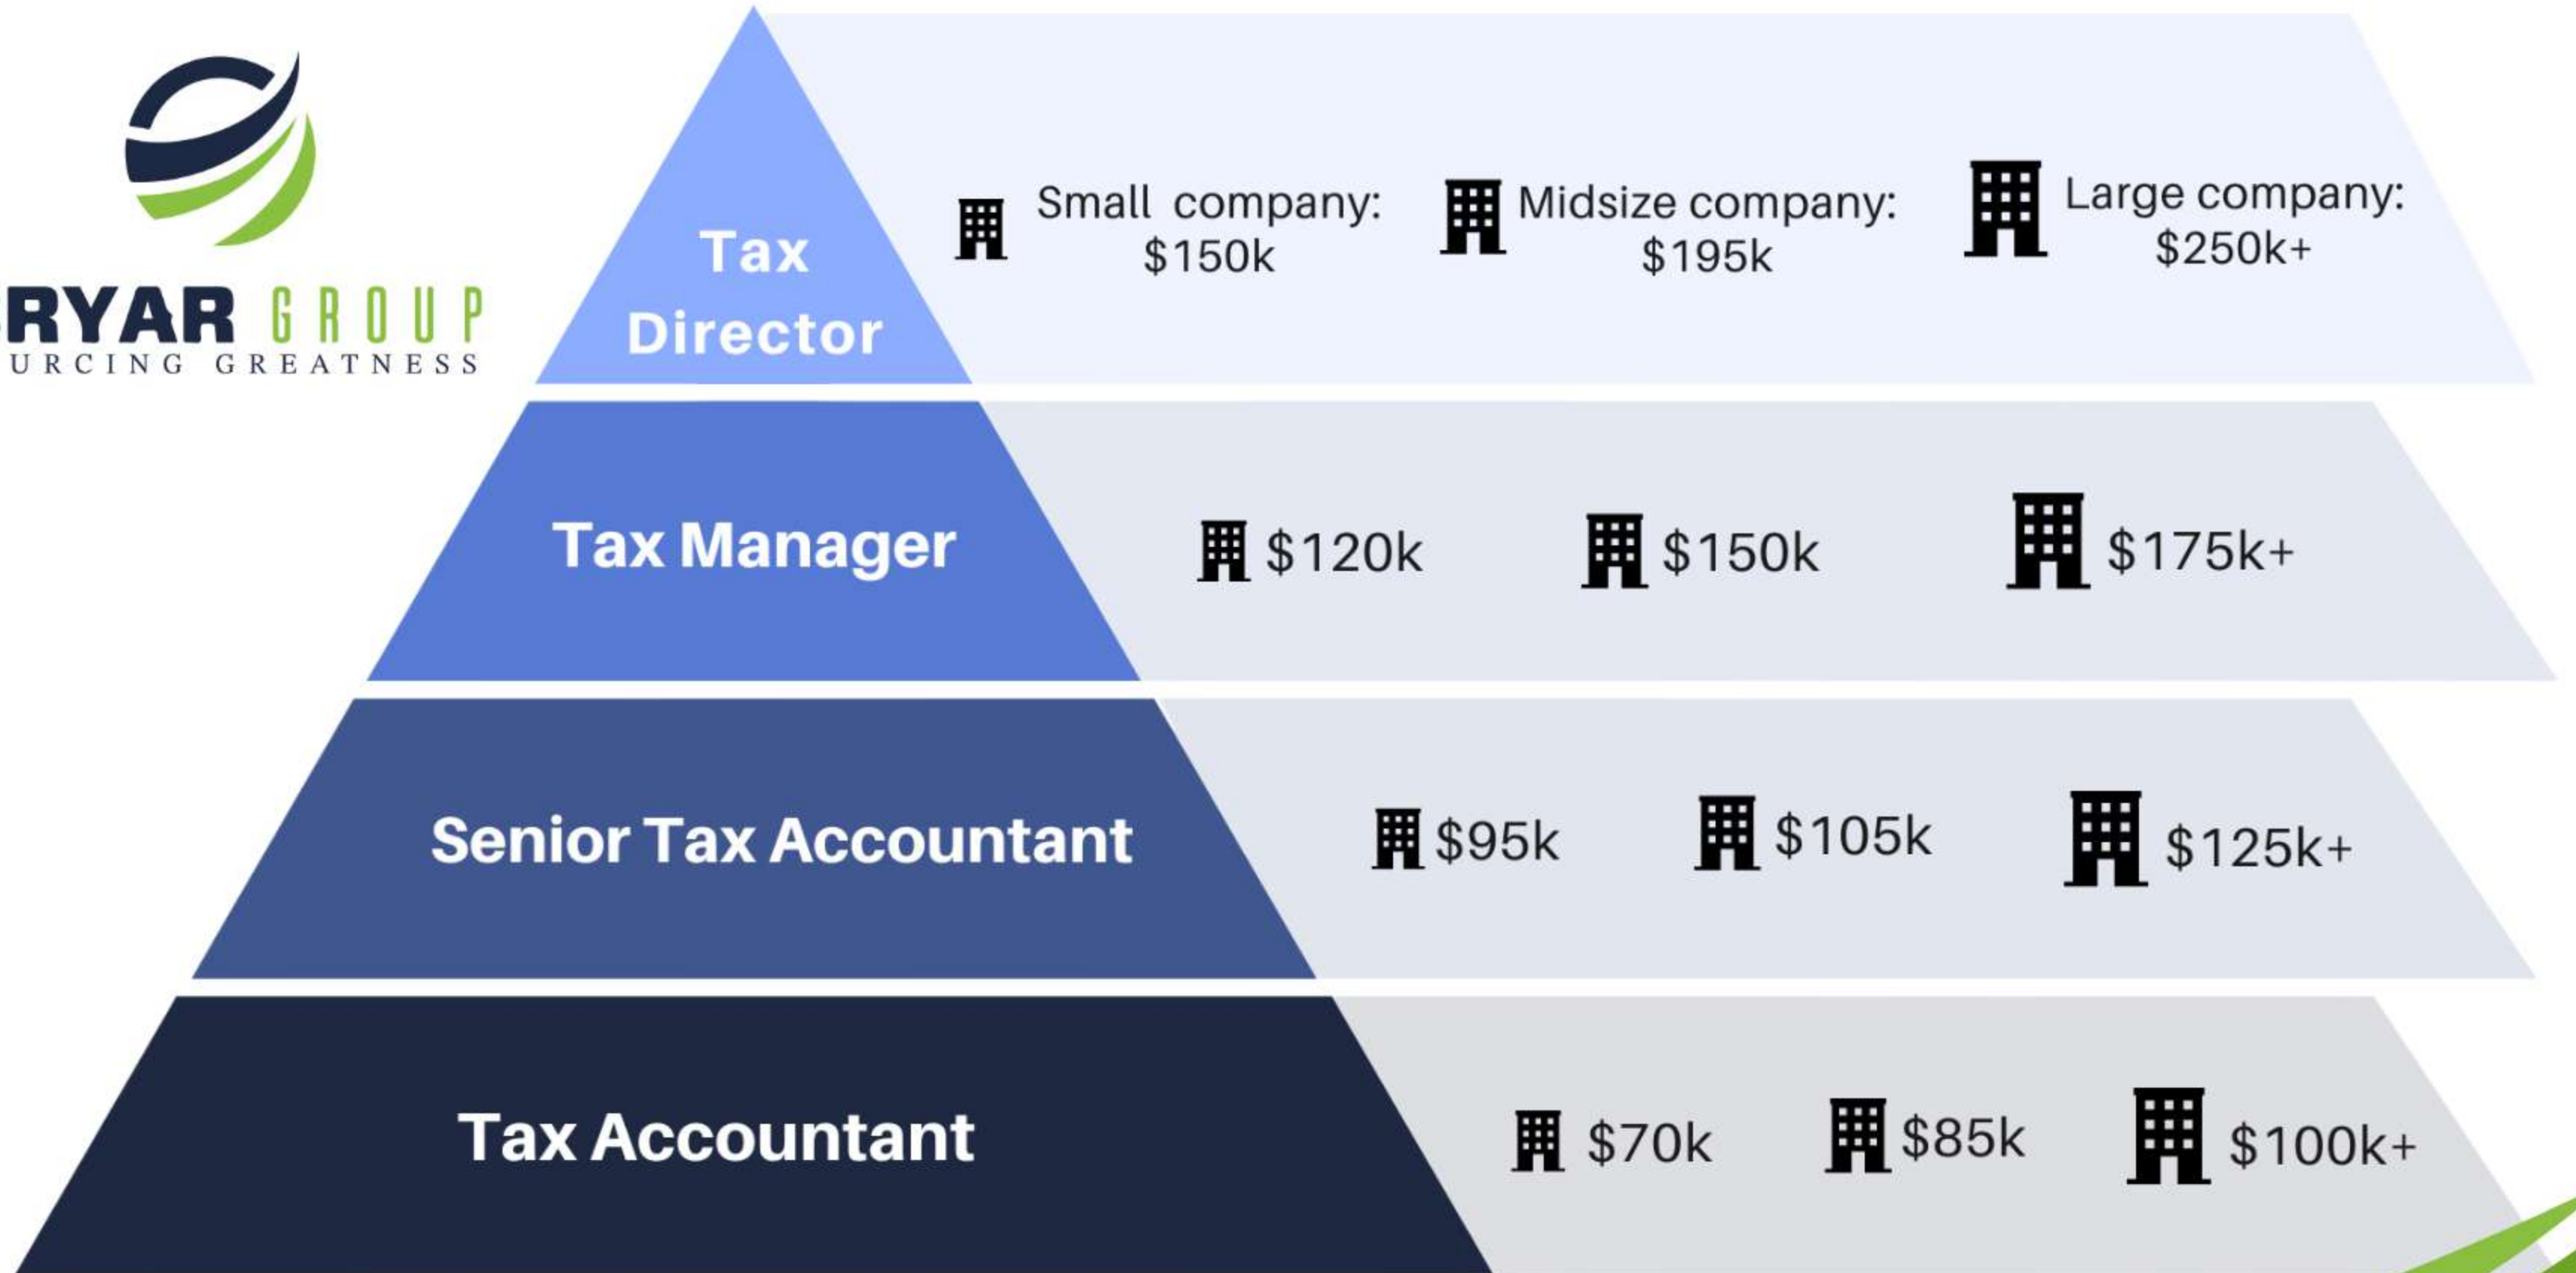 RYAR GROUP
URCING GREATNESS
Tax
Director
Small company:
$150k
Midsize company:
$195k
Large company:
$250k+
Tax Manager
$120k
$150k
$175k+
Senior Tax Accountant
$95k
$105k
$125k+
Tax Accountant
$70k
$85k
$100k+